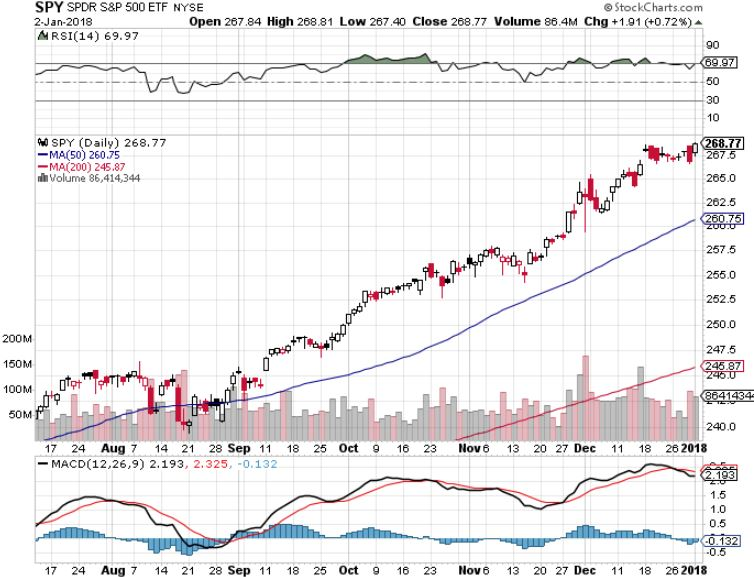 SPY SPDR S&P 500 ETF NYSE © StockCharts.com
2-Jan-2018 Open 267.84 High 268.81 Low 267.40 Close 268.77 Volume 86.4M Chg +1.91 (+0.72%)
RSI(14) 69.97
90
69.97
50
30
10
SPY (Daily) 268.77
MA(50) 260.75
MA(200) 245.87
Volume 86,414,344
268.77
267.5
265.0
262.5
260.75
260.0
257.5
255.0
252.5
250.0
247.5
245.87
245.0
86414344
240.0
200M
150M
100M
50M
17 24 Aug 7 14 21 28 Sep 11 18 25 Oct 9 16 23 Nov 6 13 20 27 Dec 11 18 26 2018
MACD(12,26,9) 2.193, 2.325, -0.132
2.193
2.0
1.5
1.0
0.5
-0.132
-0.5
17 24 Aug 7 14 21 28 Sep 11 18 25 Oct 9 16 23 Nov 6 13 20 27 Dec 11 18 26 2018